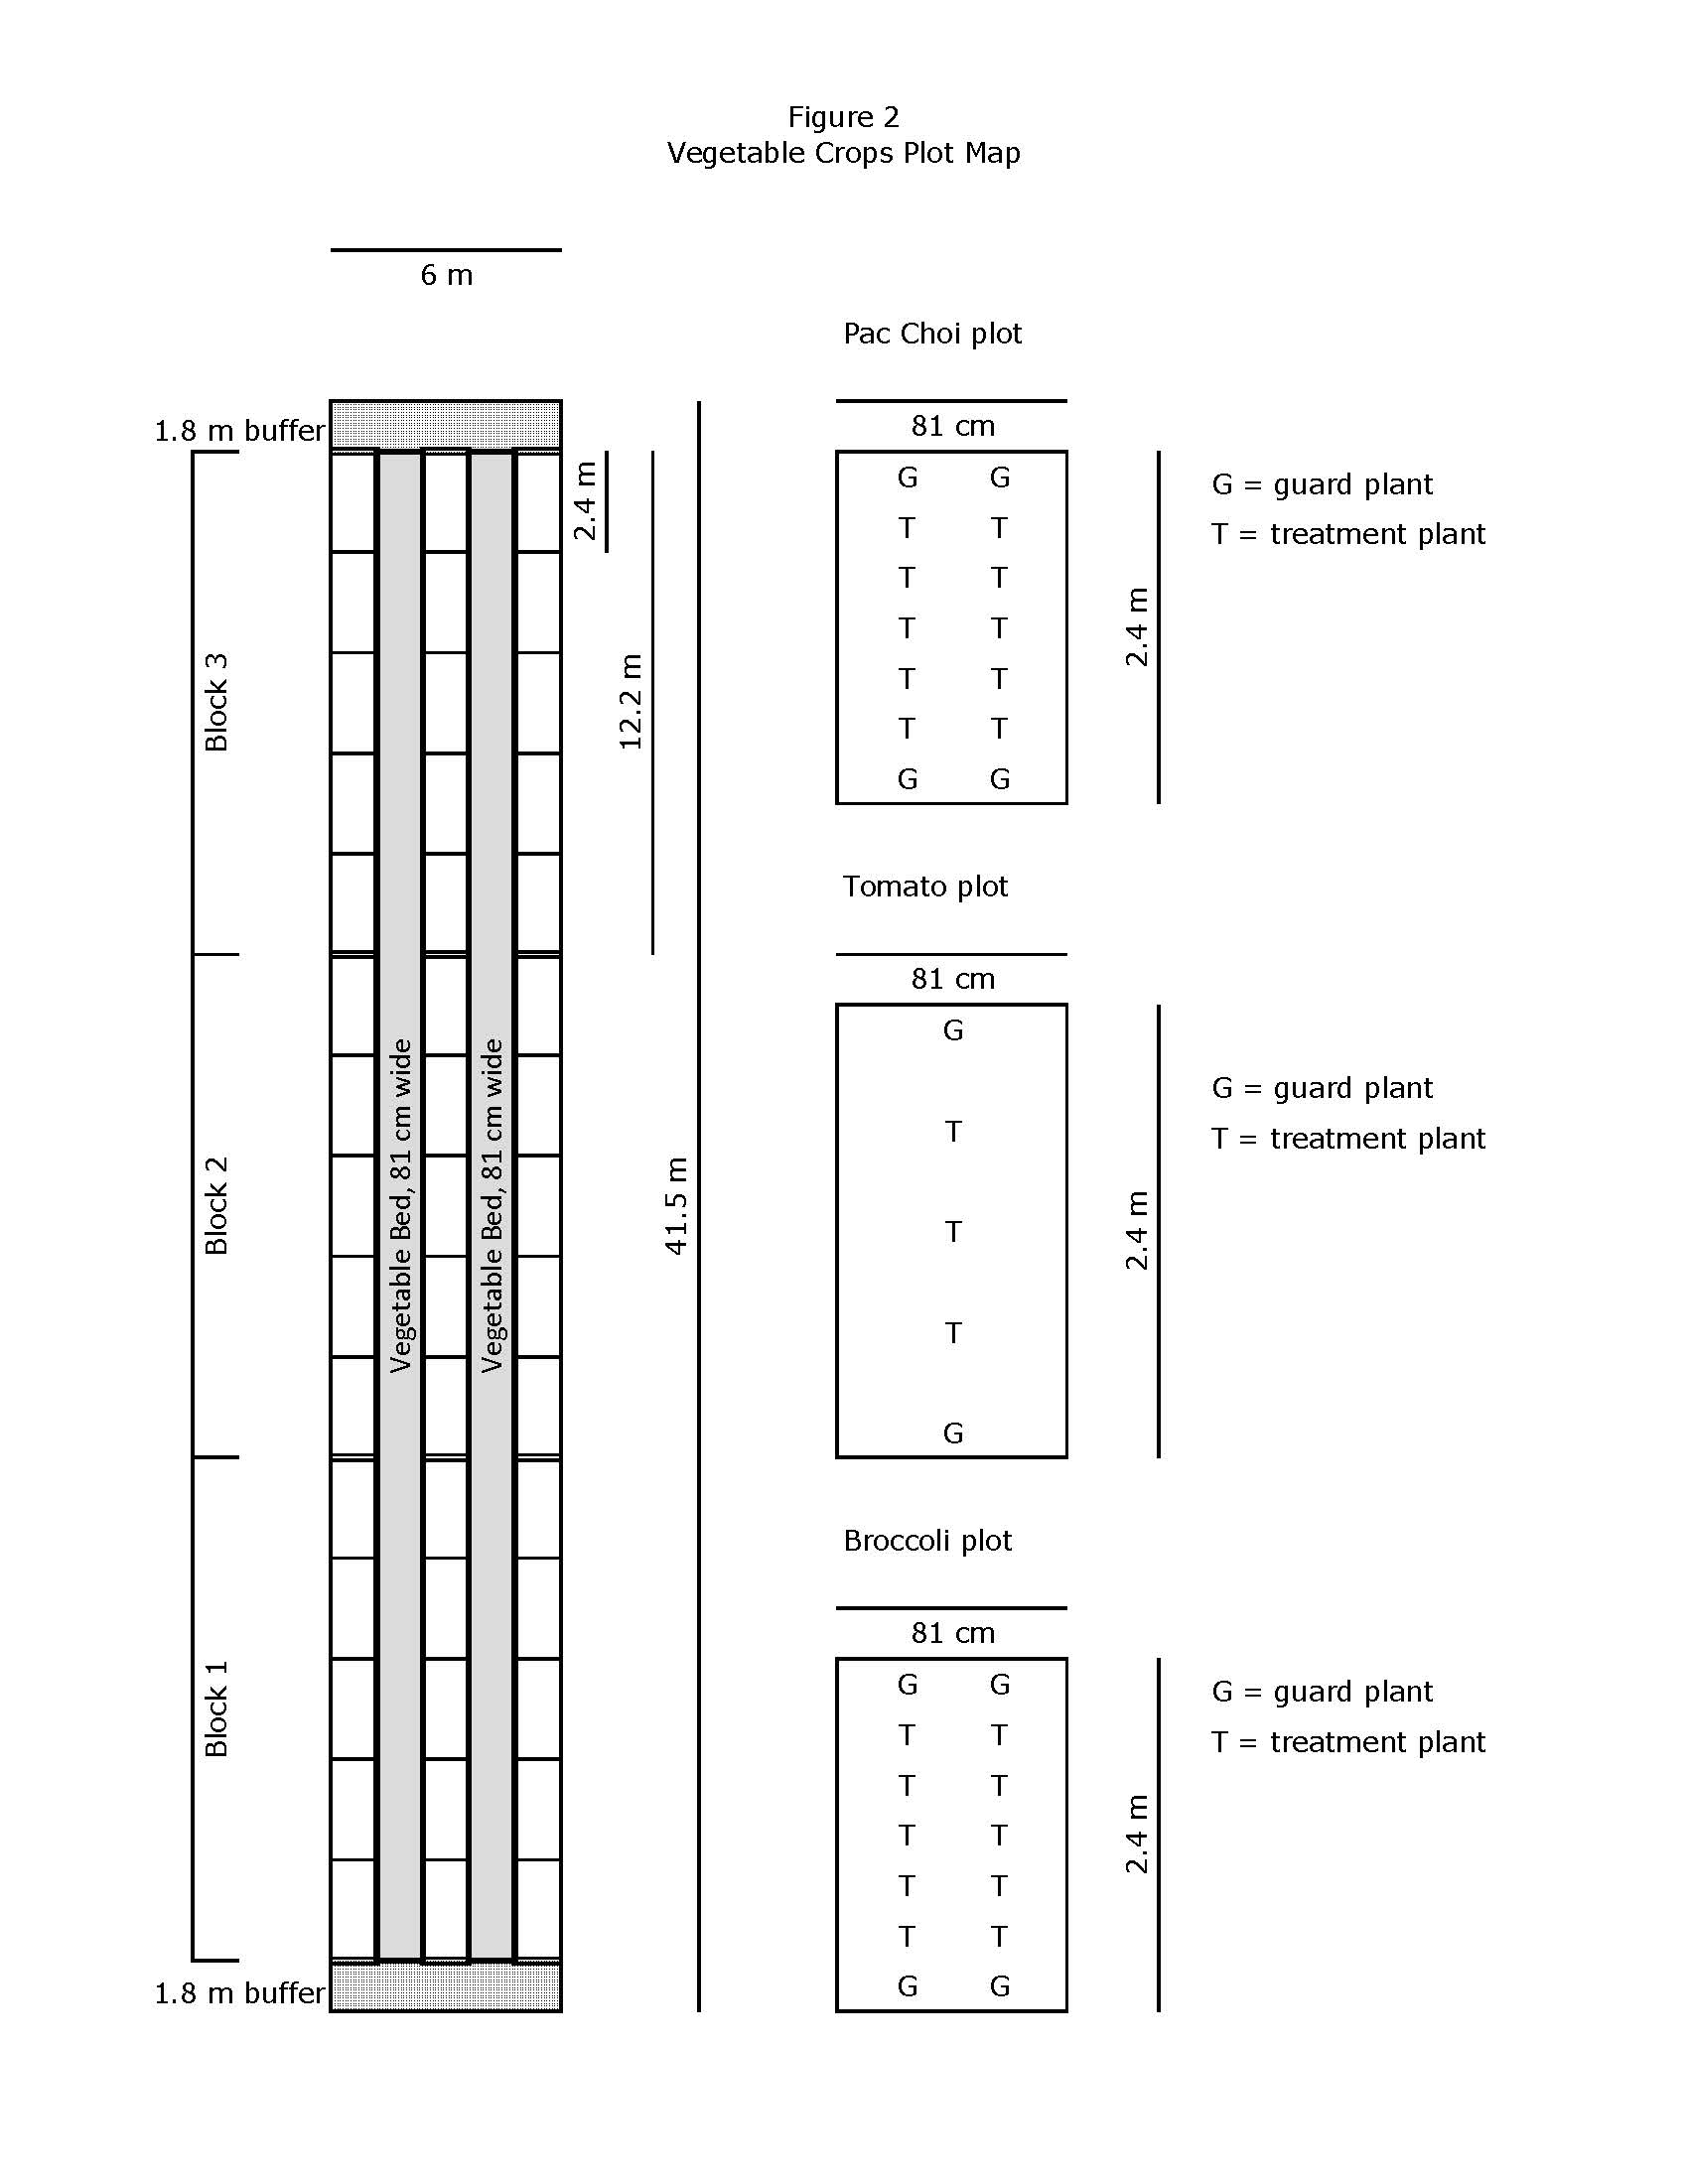 Figure 2
Vegetable Crops Plot Map
6 m
1.8 m buffer
Block 3
Block 2
Block 1
1.8 m buffer
Vegetable Bed, 81 cm wide
Vegetable Bed, 81 cm wide
2.4 m
12.2 m
41.5 m
Pac Choi plot
81 cm
G G
T T
T T
T T
T T
T T
G G
2.4 m
G = guard plant
T = treatment plant
Tomato plot
81 cm
G
T
T
T
G
2.4 m
G = guard plant
T = treatment plant
Broccoli plot
81 cm
G G
T T
T T
T T
T T
T T
G G
2.4 m
G = guard plant
T = treatment plant